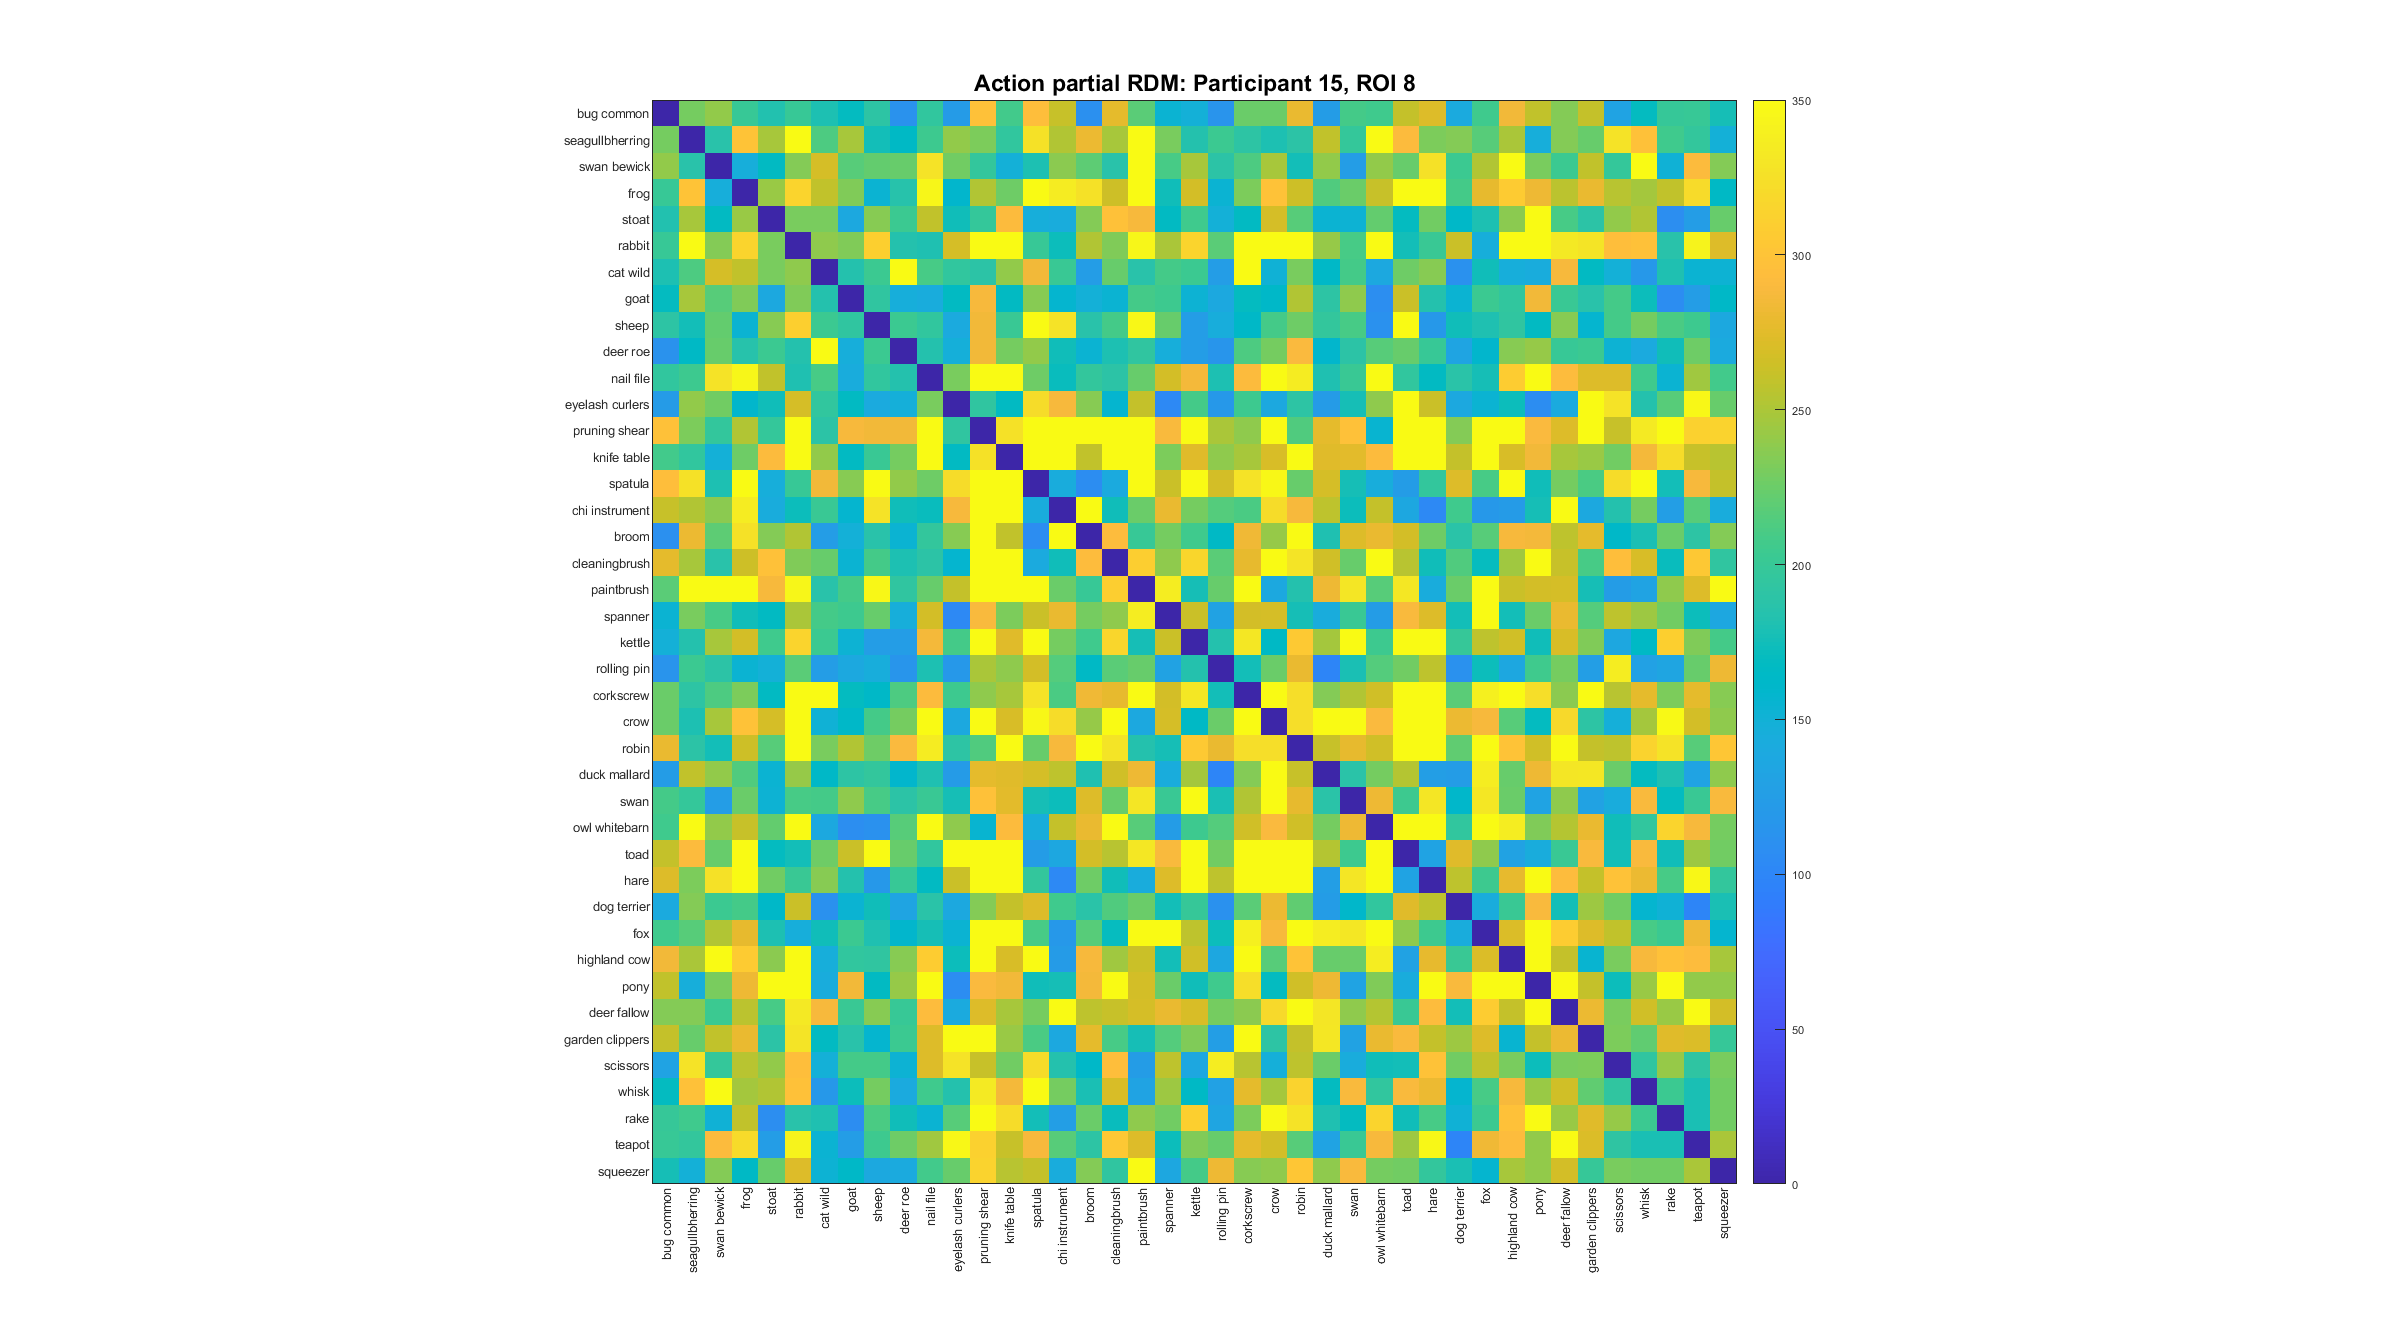 Action partial RDM: Participant 15, ROI 8
bug common
seagullbherring
swan bewick
frog
stoat
rabbit
cat wild
goat
sheep
deer roe
nail file
eyelash curlers
pruning shear
knife table
spatula
chi instrument
broom
cleaningbrush
paintbrush
spanner
kettle
rolling pin
corkscrew
crow
robin
duck mallard
swan
owl whitebarn
toad
hare
dog terrier
fox
highland cow
pony
deer fallow
garden clippers
scissors
whisk
rake
teapot
squeezer
bug common
seagullbherring
swan bewick
frog
stoat
rabbit
cat wild
goat
sheep
deer roe
nail file
eyelash curlers
pruning shear
knife table
spatula
chi instrument
broom
cleaningbrush
paintbrush
spanner
kettle
rolling pin
corkscrew
crow
robin
duck mallard
swan
owl whitebarn
toad
hare
dog terrier
fox
highland cow
pony
deer fallow
garden clippers
scissors
whisk
rake
teapot
squeezer
350
300
250
200
150
100
50
0